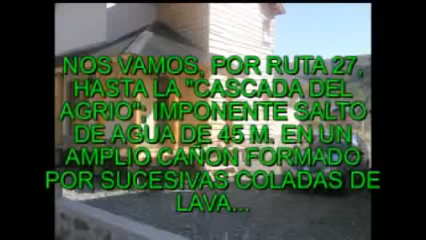 NOS VAMOS, POR RUTA 27,
HASTA LA "CASCADA DEL
AGRIO", IMPONENTE SALTO
DE AGUA DE 45 M. EN UN
AMPLIO CAÑON FORMADO
POR SUCESIVAS COLADAS DE
LAVA...